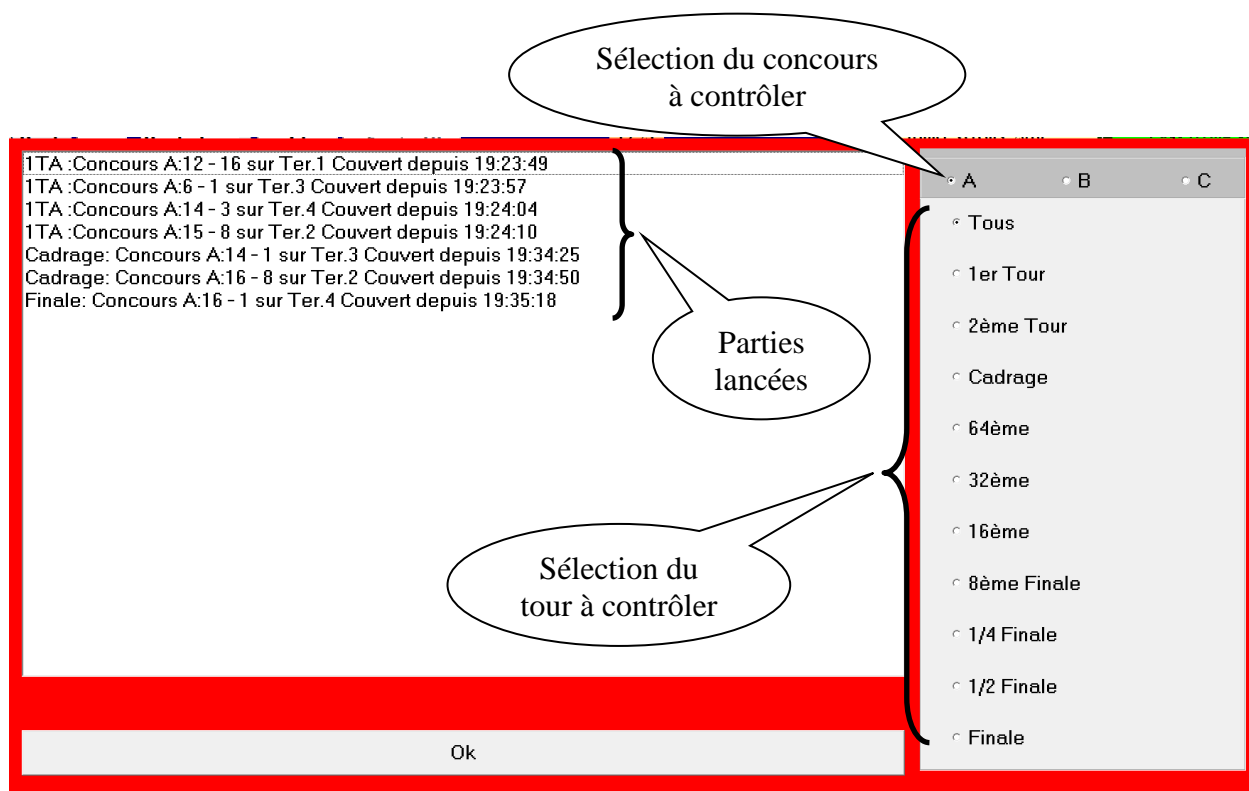 Sélection du concours
à contrôler
1TA :Concours A:12 - 16 sur Ter.1 Couvert depuis 19:23:49
1TA :Concours A:6 - 1 sur Ter.3 Couvert depuis 19:23:57
1TA :Concours A:14 - 3 sur Ter.4 Couvert depuis 19:24:04
1TA :Concours A:15 - 8 sur Ter.2 Couvert depuis 19:24:10
Cadrage: Concours A:14 - 1 sur Ter.3 Couvert depuis 19:34:25
Cadrage: Concours A:16 - 8 sur Ter.2 Couvert depuis 19:34:50
Finale: Concours A:16 - 1 sur Ter.4 Couvert depuis 19:35:18
Parties
lancées
Sélection du
tour à contrôler
Ok
A B C
Tous
1er Tour
2ème Tour
Cadrage
64ème
32ème
16ème
8ème Finale
1/4 Finale
1/2 Finale
Finale